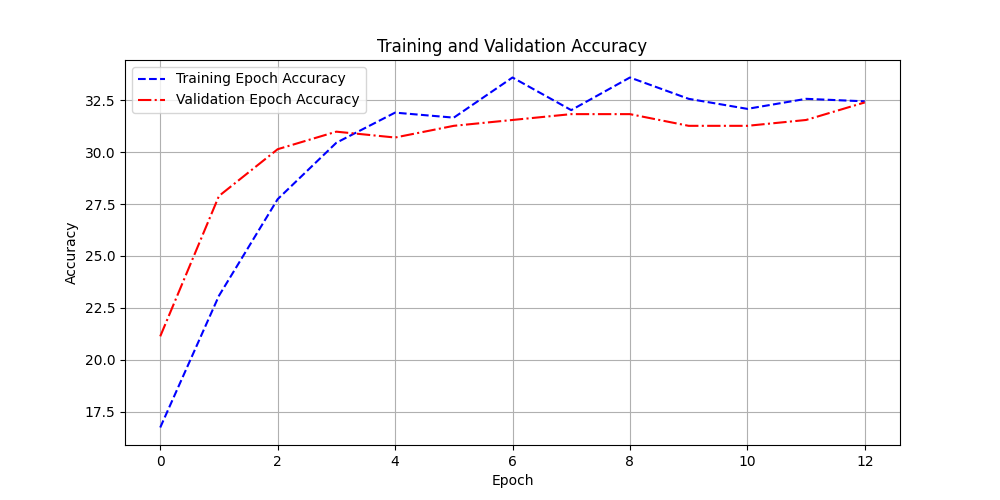 Training and Validation Accuracy
Training Epoch Accuracy
Validation Epoch Accuracy
Accuracy
32.5
30.0
27.5
25.0
22.5
20.0
17.5
0 2 4 6 8 10 12
Epoch